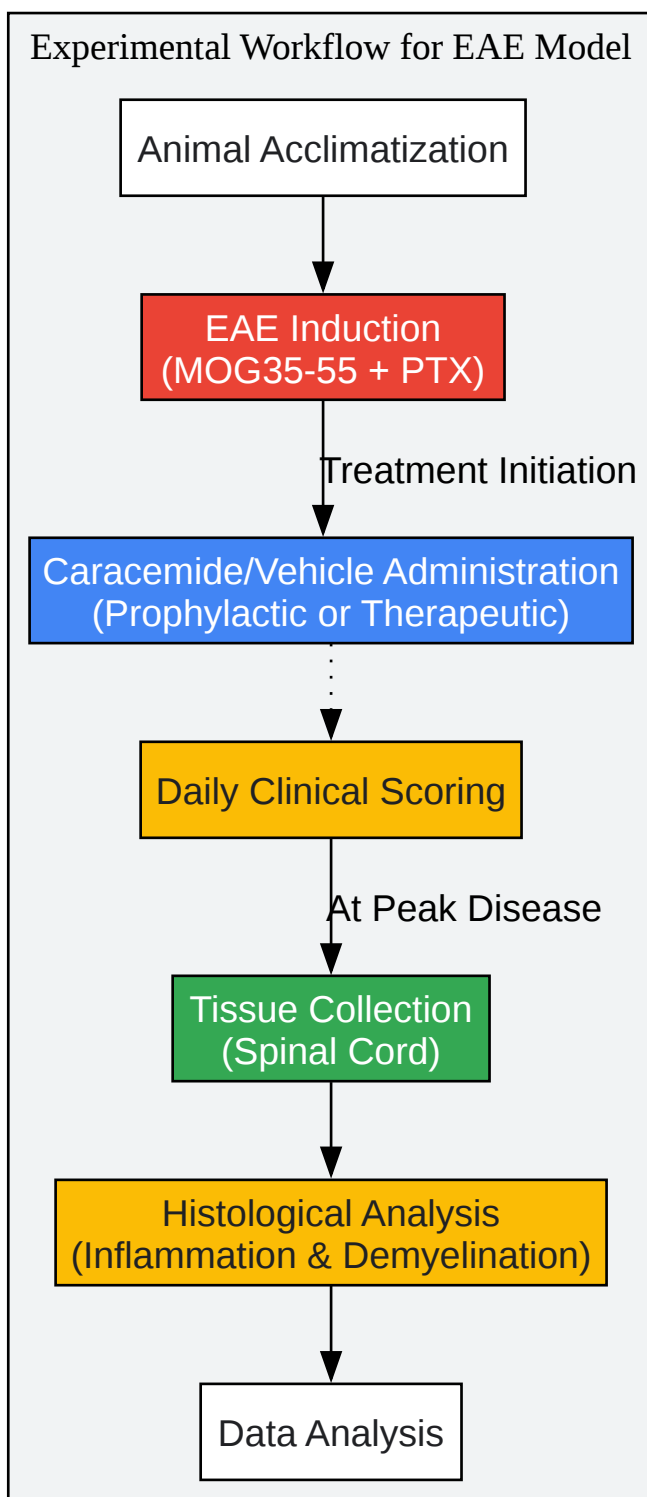 Experimental Workflow for EAE Model
Animal Acclimatization
EAE Induction
(MOG35-55 + PTX)
Treatment Initiation
Caracemide/Vehicle Administration
(Prophylactic or Therapeutic)
Daily Clinical Scoring
At Peak Disease
Tissue Collection
(Spinal Cord)
Histological Analysis
(Inflammation & Demyelination)
Data Analysis